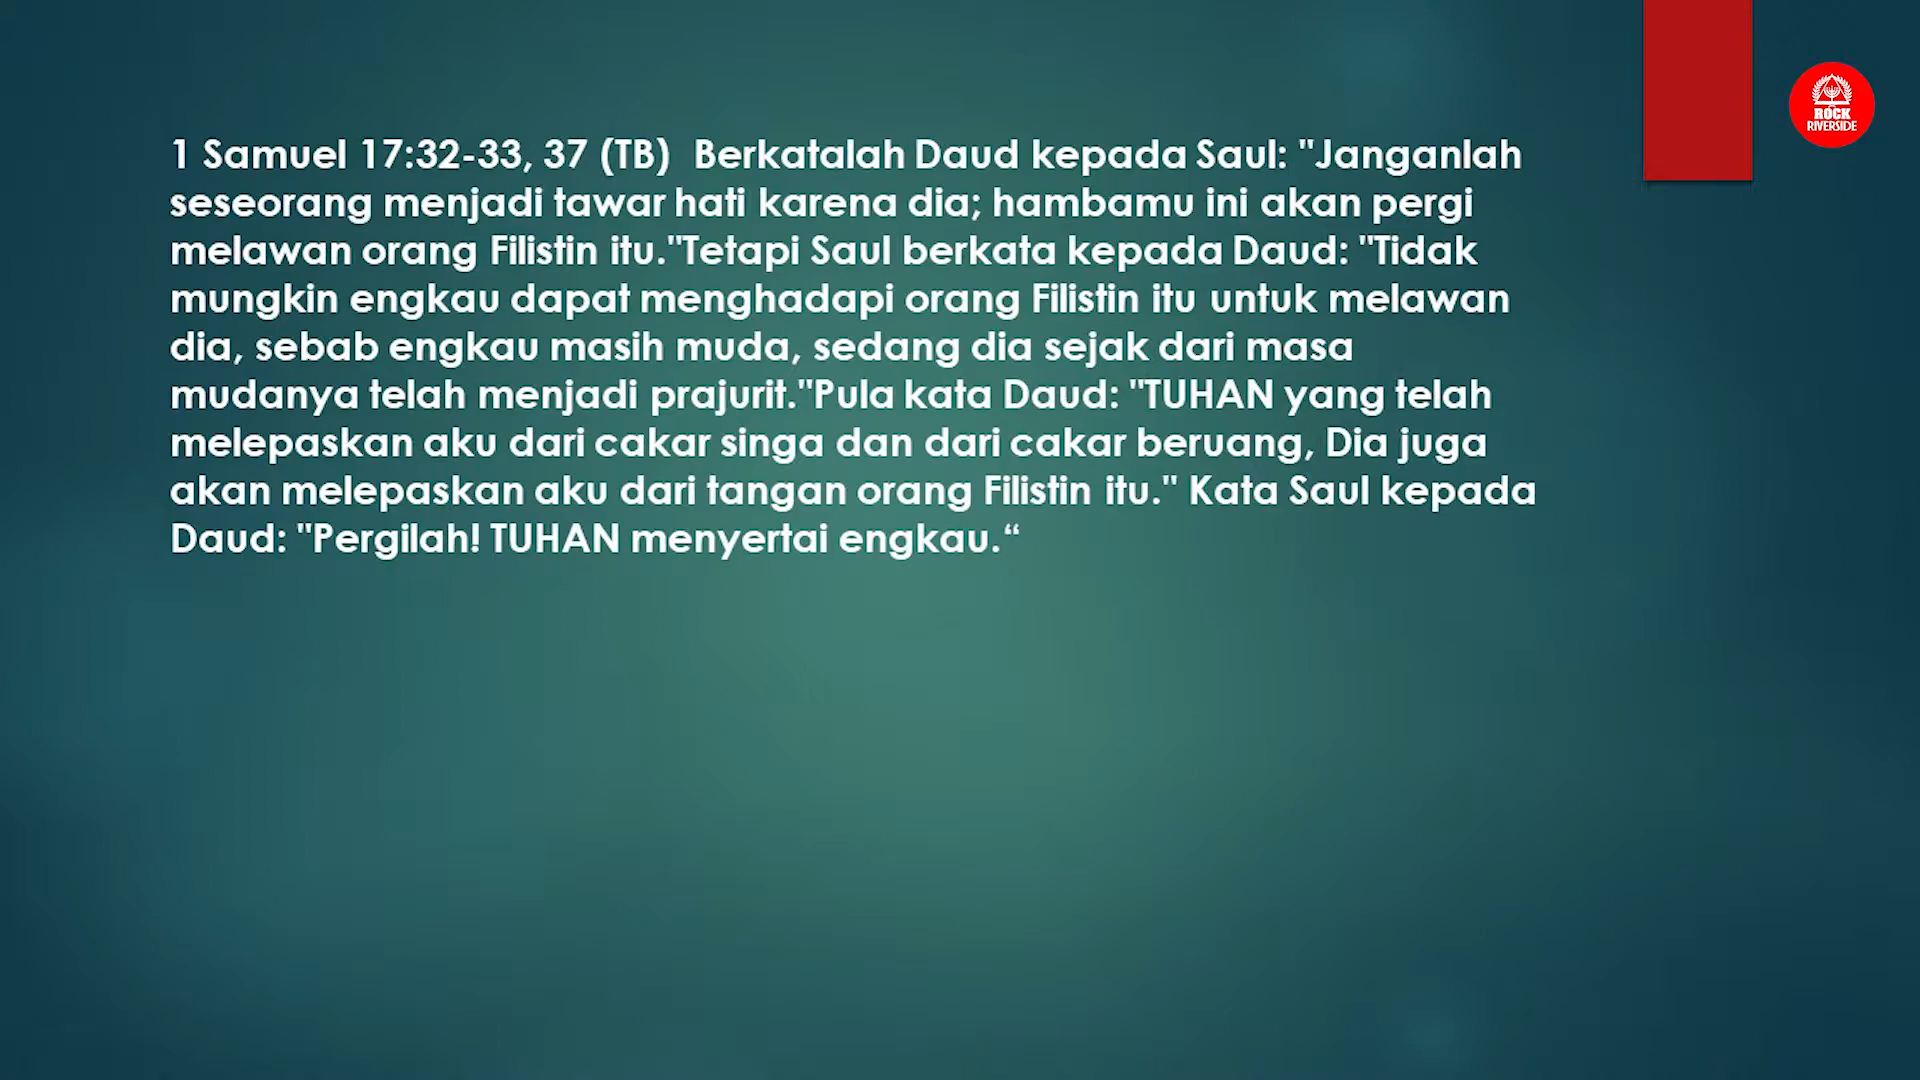 1 Samuel 17:32-33, 37 (TB)  Berkatalah Daud kepada Saul: "Janganlah
seseorang menjadi tawar hati karena dia; hambamu ini akan pergi
melawan orang Filistin itu."Tetapi Saul berkata kepada Daud: "Tidak
mungkin engkau dapat menghadapi orang Filistin itu untuk melawan
dia, sebab engkau masih muda, sedang dia sejak dari masa
mudanya telah menjadi prajurit."Pula kata Daud: "TUHAN yang telah
melepaskan aku dari cakar singa dan dari cakar beruang, Dia juga
akan melepaskan aku dari tangan orang Filistin itu." Kata Saul kepada
Daud: "Pergilah! TUHAN menyertai engkau.“
ROCK
RIVERSIDE